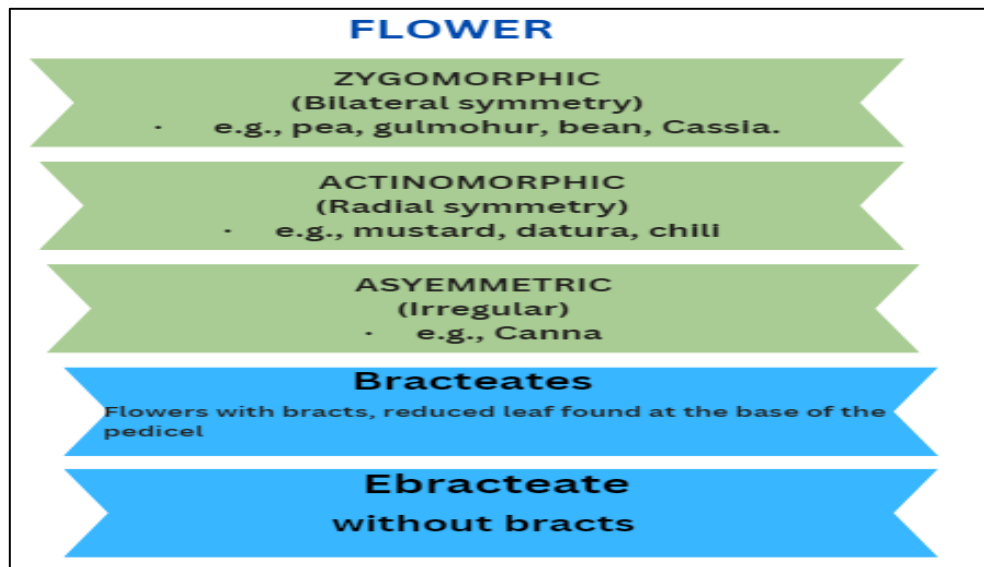 FLOWER
ZYGOMORPHIC
(Bilateral symmetry)
· e.g., pea, gulmohur, bean, Cassia.
ACTINOMORPHIC
(Radial symmetry)
· e.g., mustard, datura, chili
ASYEMMETRIC
(Irregular)
· e.g., Canna
Bracteates
Flowers with bracts, reduced leaf found at the base of the
pedicel
Ebracteate
without bracts